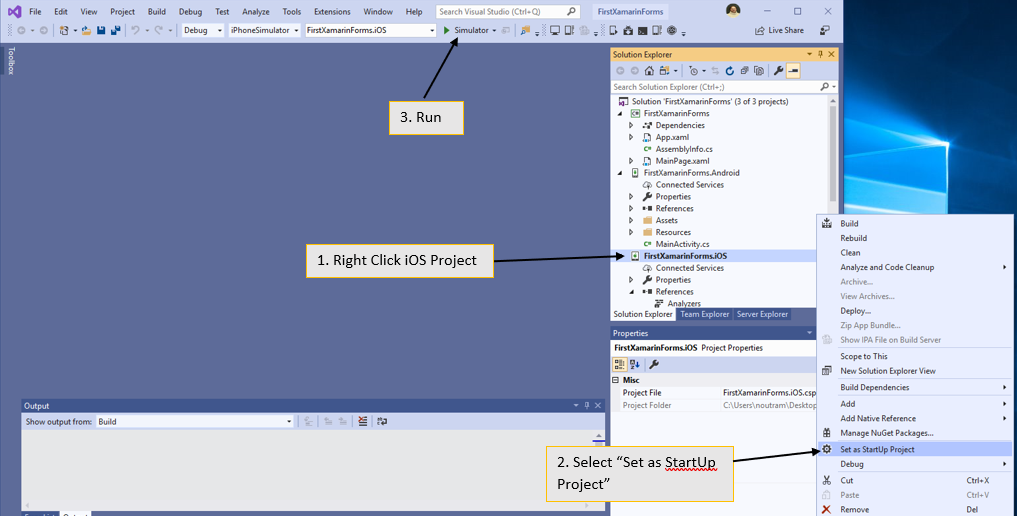 File Edit View Project Build Debug Test Analyze Tools Extensions Window Help Search Visual Studio (Ctrl+Q) FirstXamarinForms
Debug iPhoneSimulator FirstXamarinForms.iOS Simulator Live Share
Toolbox
3. Run
1. Right Click iOS Project
2. Select “Set as StartUp
Project”
Solution Explorer
Search Solution Explorer (Ctrl+;)
Solution 'FirstXamarinForms' (3 of 3 projects)
FirstXamarinForms
Dependencies
App.xaml
AssemblyInfo.cs
MainPage.xaml
FirstXamarinForms.Android
Connected Services
Properties
References
Assets
Resources
MainActivity.cs
FirstXamarinForms.iOS
Connected Services
Properties
References
Analyzers
Solution Explorer Team Explorer Server Explorer
Properties
FirstXamarinForms.iOS Project Properties
Misc
Project File FirstXamarinForms.iOS.csp
Project Folder C:\Users\noutram\Desktop
Output
Show output from: Build
Build
Rebuild
Clean
Analyze and Code Cleanup
Archive...
View Archives...
Deploy...
Zip App Bundle...
Show IPA File on Build Server
Scope to This
New Solution Explorer View
Build Dependencies
Add
Add Native Reference
Manage NuGet Packages...
Set as StartUp Project
Debug
Cut Ctrl+X
Paste Ctrl+V
Remove Del